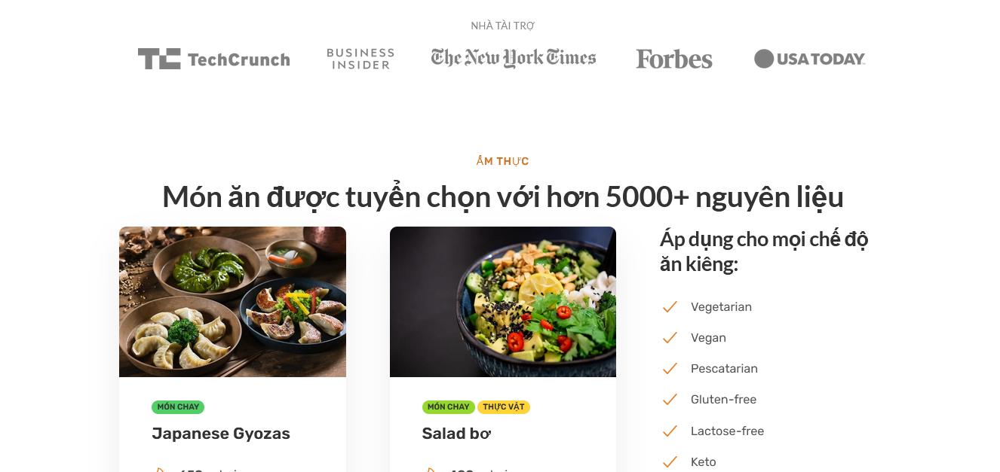 NHÀ TÀI TRỢ
TC TechCrunch
BUSINESS
INSIDER
The New York Times
Forbes
USA TODAY
ẨM THỰC
Món ăn được tuyển chọn với hơn 5000+ nguyên liệu
MÓN CHAY
Japanese Gyozas
MÓN CHAY THỰC VẬT
Salad bơ
Áp dụng cho mọi chế độ
ăn kiêng:
Vegetarian
Vegan
Pescatarian
Gluten-free
Lactose-free
Keto